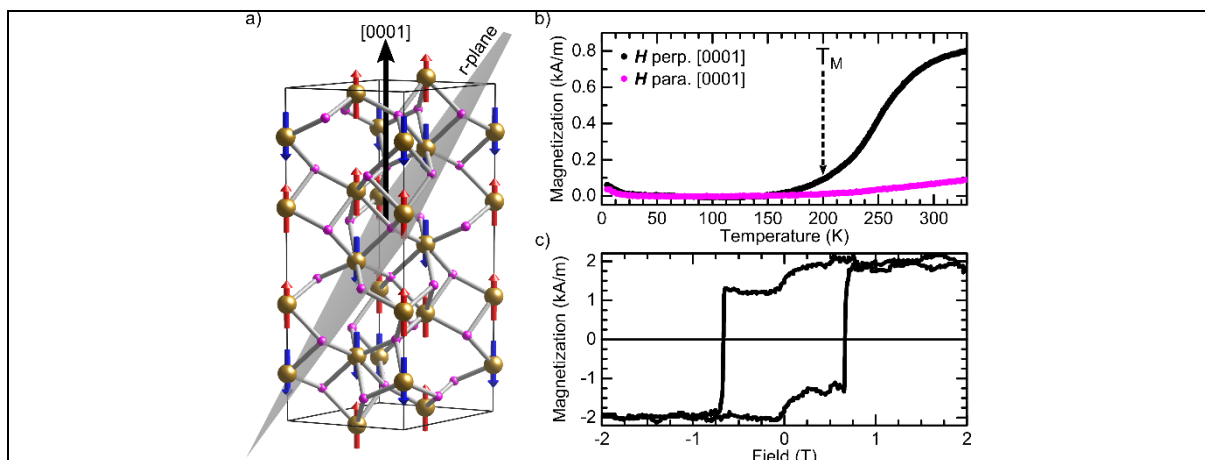 a)
[0001]
r-plane
b)
Magnetization (kA/m)
0.8
0.6
0.4
0.2
0.0
H perp. [0001]
H para. [0001]
TM
0 50 100 150 200 250 300
Temperature (K)
c)
Magnetization (kA/m)
2
1
0
-1
-2
-2 -1 0 1 2
Field (T)